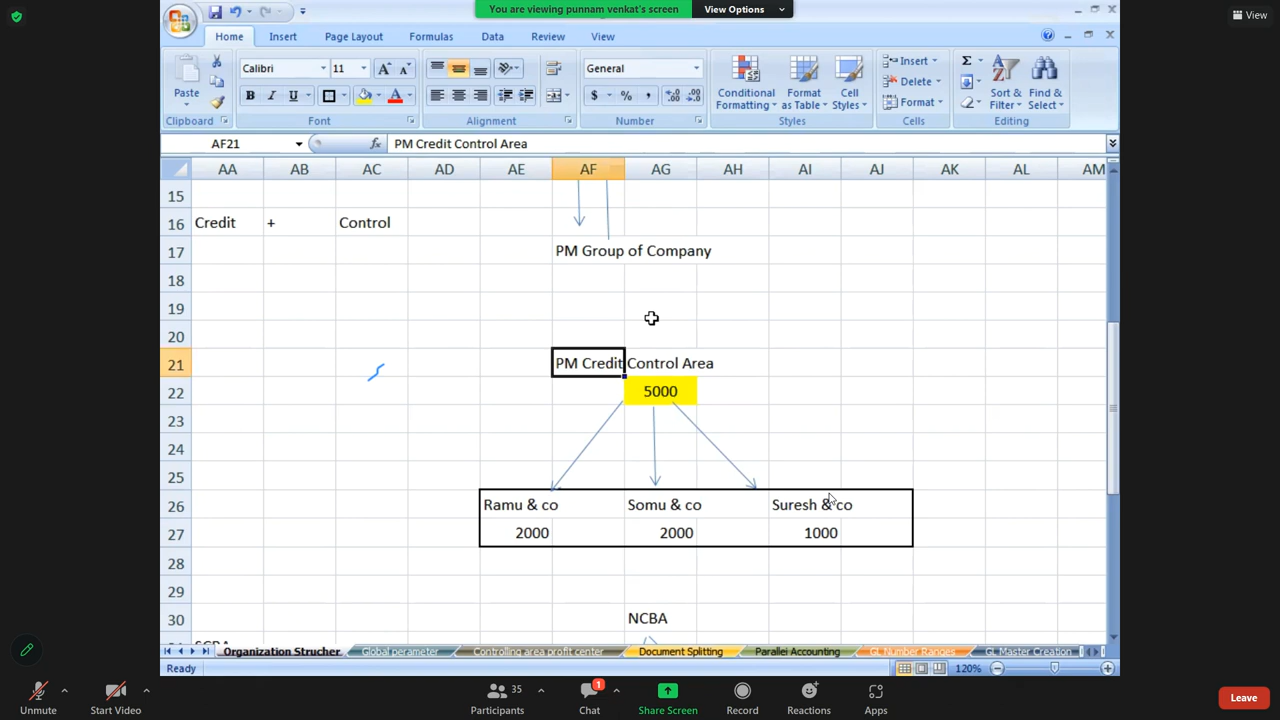 You are viewing punnam venkat's screen View Options
View
Home Insert Page Layout Formulas Data Review View
Paste Calibri 11 General Conditional Formatting Format as Table Cell Styles Insert Delete Format Sort & Filter Find & Select
B I U $ % ,
Clipboard Font Alignment Number Styles Cells Editing
AF21 fx PM Credit Control Area
AA AB AC AD AE AF AG AH AI AJ AK AL AM
15
16 Credit + Control
17 PM Group of Company
18
19
20
21 PM Credit Control Area
22 5000
23
24
25
26 Ramu & co Somu & co Suresh & co
27 2000 2000 1000
28
29
30 NCBA
Organization Strucher Global perameter Controlling area profit center Document Splitting Parallel Accounting GL Number Ranges GL Master Creation
Ready 120%
Unmute Start Video 35 Participants 1 Chat Share Screen Record Reactions Apps Leave